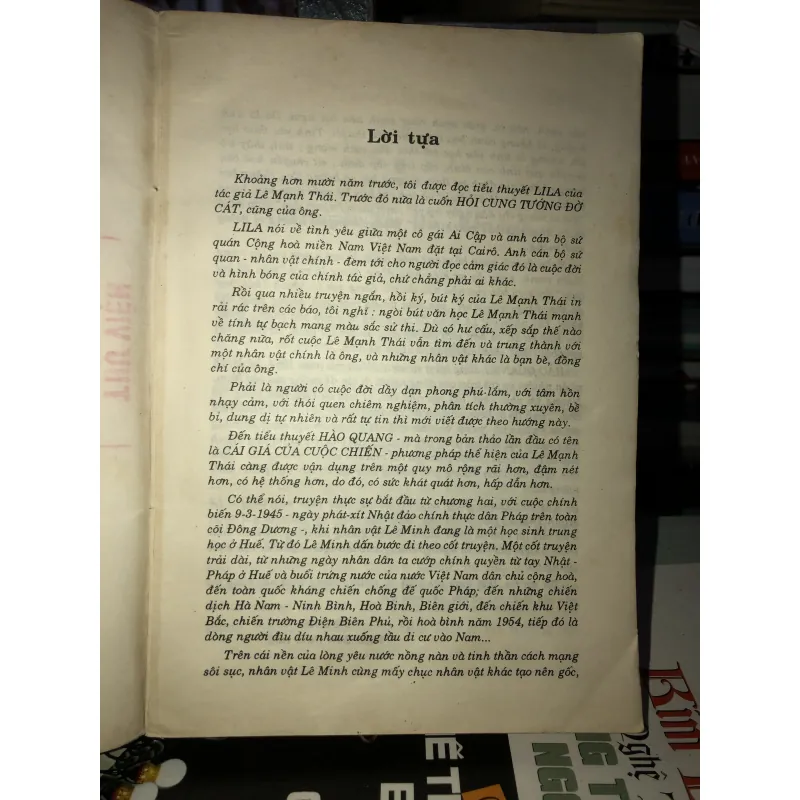 Lời tựa
Khoảng hơn mười năm trước, tôi được đọc tiểu thuyết LILA của
tác giả Lê Mạnh Thái. Trước đó nữa là cuốn HỎI CUNG TƯỚNG ĐỜ
CÁT, cũng của ông.
LILA nói về tình yêu giữa một cô gái Ai Cập và anh cán bộ sứ
quán Cộng hoà miền Nam Việt Nam đặt tại Cairô. Anh cán bộ sứ
quan - nhân vật chính - đem tới cho người đọc cảm giác đó là cuộc đời
và hình bóng của chính tác giả, chứ chẳng phải ai khác.
Rồi qua nhiều truyện ngắn, hồi ký, bút ký của Lê Mạnh Thái in
rải rác trên các báo, tôi nghĩ : ngòi bút văn học Lê Mạnh Thái mạnh
về tính tự bạch mang màu sắc sử thi. Dù có hư cấu, xếp sắp thế nào
chăng nữa, rốt cuộc Lê Mạnh Thái vẫn tìm đến và trung thành với
một nhân vật chính là ông, và những nhân vật khác là bạn bè, đồng
chí của ông.
Phải là người có cuộc đời dầy dạn phong phú lắm, với tâm hồn
nhạy cảm, với thói quen chiêm nghiệm, phân tích thường xuyên, bề
bỉ, dung dị tự nhiên và rất tự tin thì mới viết được theo hướng này.
Đến tiểu thuyết HÀO QUANG - mà trong bản thảo lần đầu có tên
là CÁI GIÁ CỦA CUỘC CHIẾN - phương pháp thể hiện của Lê Mạnh
Thái càng được vận dụng trên một quy mô rộng rãi hơn, đậm nét
hơn, có hệ thống hơn, do đó, có sức khát quát hơn, hấp dẫn hơn.
Có thể nói, truyện thực sự bắt đầu từ chương hai, với cuộc chính
biến 9-3-1945 - ngày phát-xít Nhật đảo chính thực dân Pháp trên toàn
cõi Đông Dương -, khi nhân vật Lê Minh đang là một học sinh trung
học ở Huế. Từ đó Lê Minh dấn bước đi theo cốt truyện. Một cốt truyện
trải dài, từ những ngày nhân dân ta cướp chính quyền từ tay Nhật -
Pháp ở Huế và buổi trứng nước của nước Việt Nam dân chủ cộng hoà,
đến toàn quốc kháng chiến chống đế quốc Pháp; đến những chiến
dịch Hà Nam - Ninh Bình, Hoà Bình, Biên giới, đến chiến khu Việt
Bắc, chiến trường Điện Biên Phủ, rồi hoà bình năm 1954, tiếp đó là
dòng người đìu díu nhau xuống tầu di cư vào Nam...
Trên cái nền của lòng yêu nước nồng nàn và tinh thần cách mạng
sôi sục, nhân vật Lê Minh cùng mấy chục nhân vật khác tạo nên gốc,
THƯ VIỆN